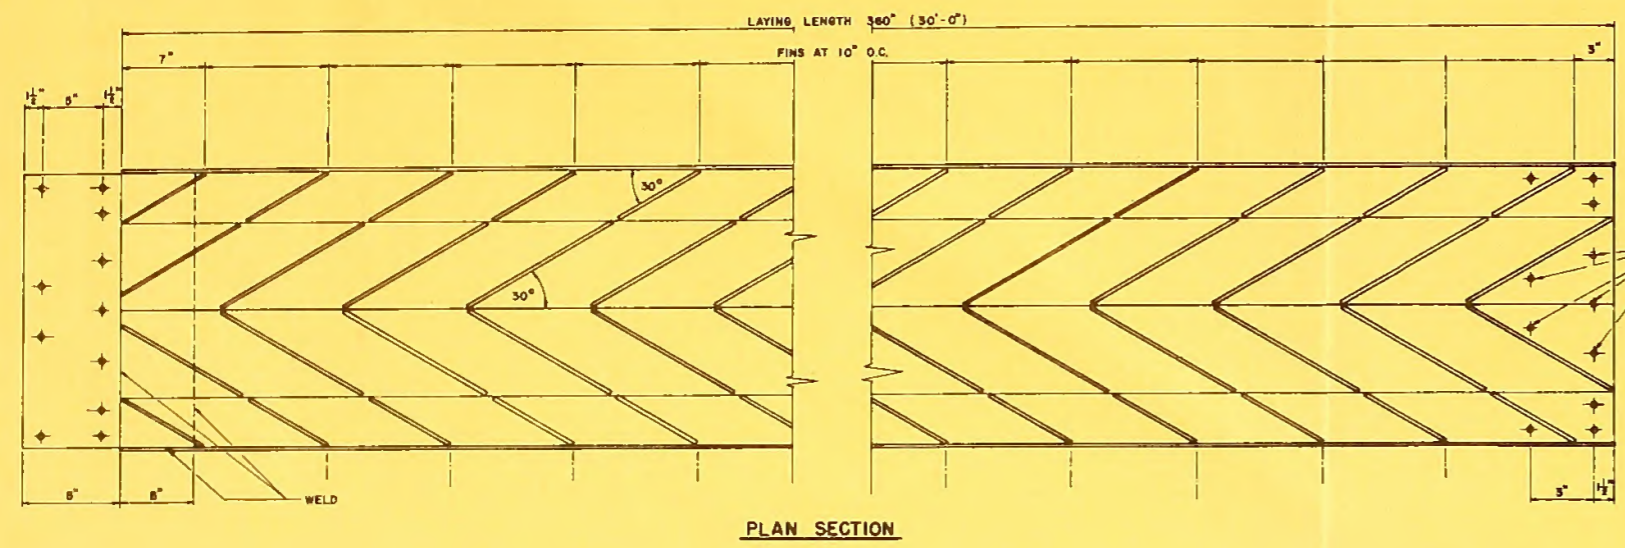 LAYING LENGTH 360" (30'-0")
FINS AT 10" O.C.
7"
3"
1½" 5" 1½"
30°
30°
8" 8"
WELD
3" 1½"
PLAN SECTION